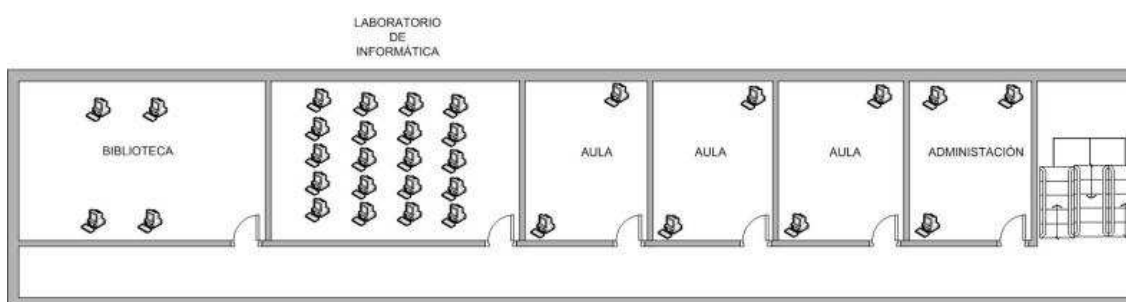 LABORATORIO
DE
INFORMÁTICA
BIBLIOTECA
AULA
AULA
AULA
ADMINISTACIÓN